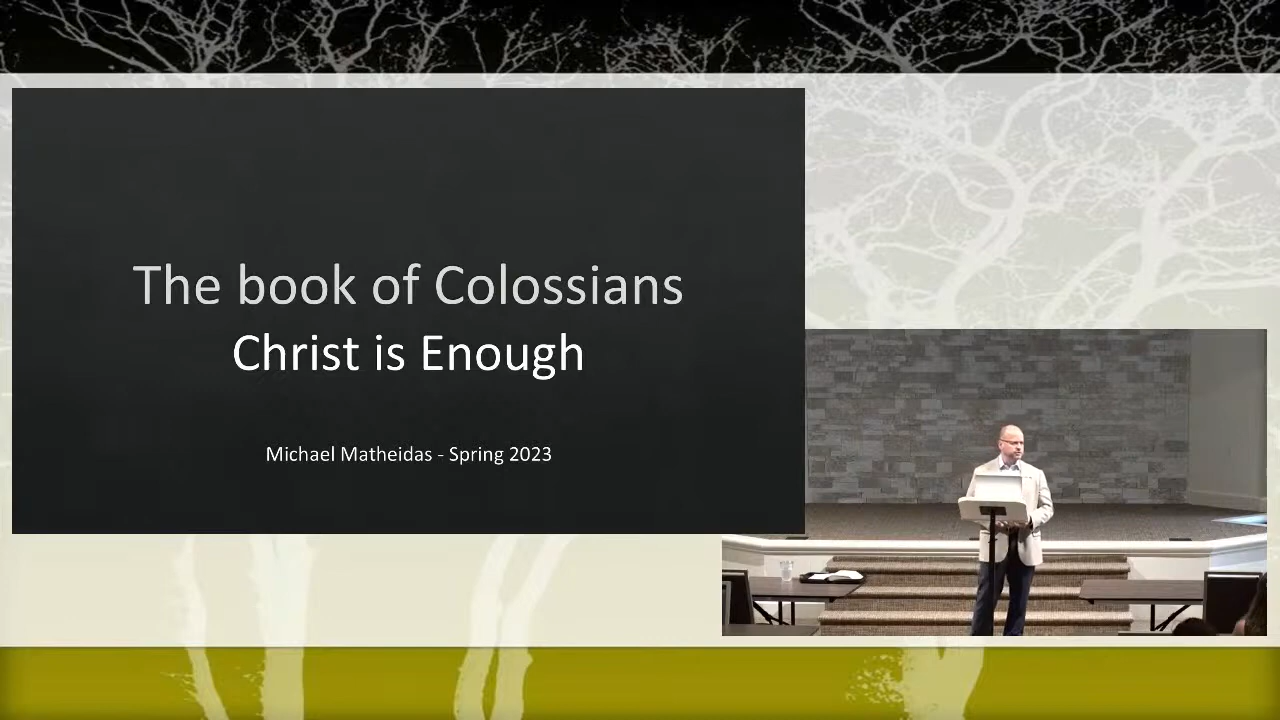 The book of Colossians
Christ is Enough
Michael Matheidas - Spring 2023